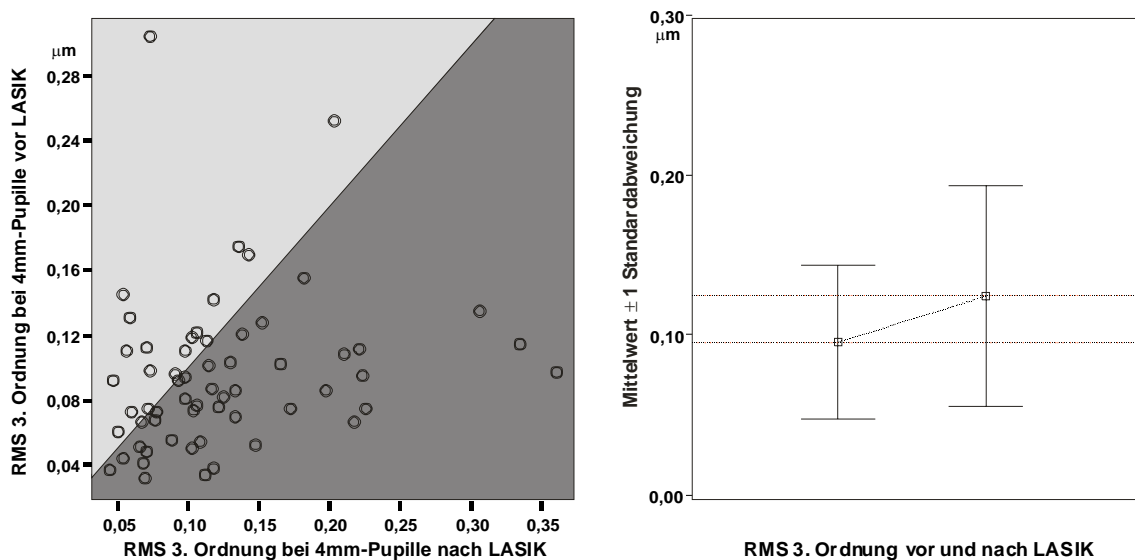 µm
0,28
0,24
0,20
0,16
0,12
0,08
0,04
RMS 3. Ordnung bei 4mm-Pupille vor LASIK
0,05 0,10 0,15 0,20 0,25 0,30 0,35
RMS 3. Ordnung bei 4mm-Pupille nach LASIK
0,30
µm
0,20
0,10
0,00
Mittelwert ± 1 Standardabweichung
RMS 3. Ordnung vor und nach LASIK